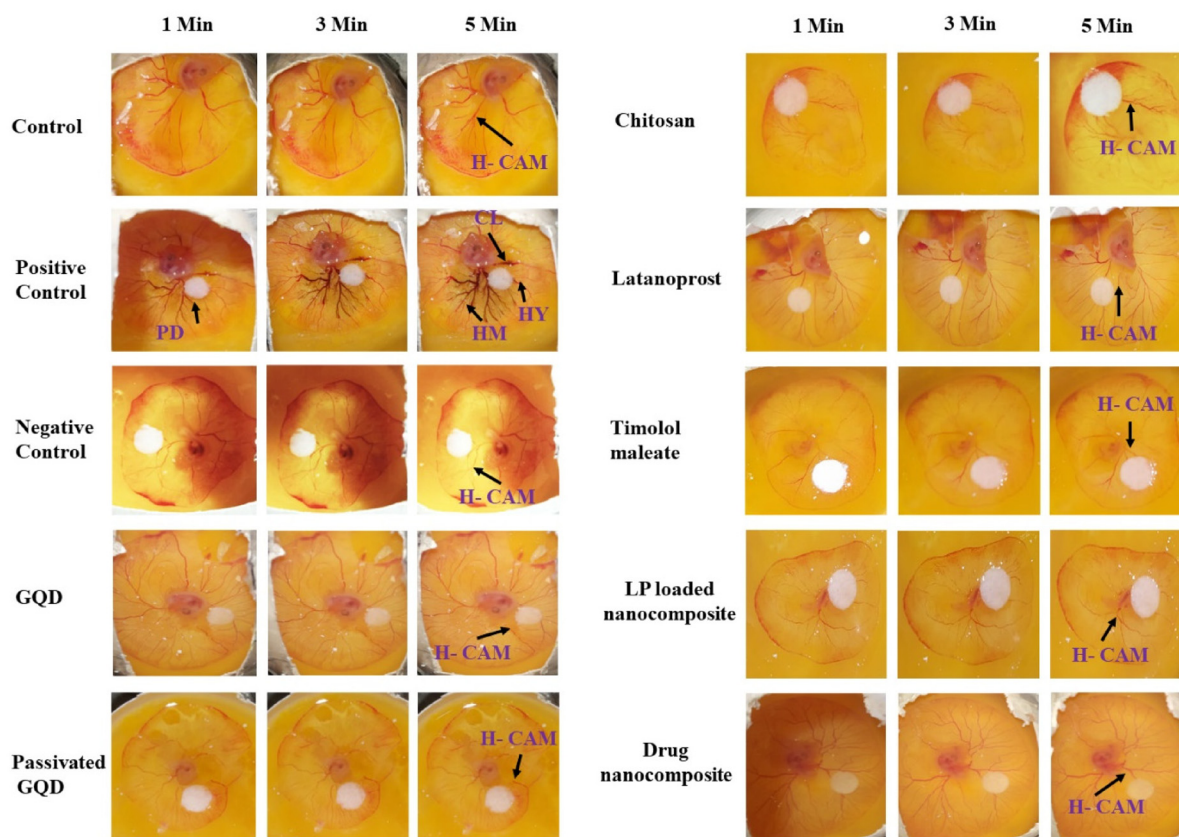 1 Min 3 Min 5 Min
Control
H- CAM
Positive
Control
PD
CL
HM
HY
Negative
Control
H- CAM
GQD
H- CAM
Passivated
GQD
H- CAM
1 Min 3 Min 5 Min
Chitosan
H- CAM
Latanoprost
H- CAM
Timolol
maleate
H- CAM
LP loaded
nanocomposite
H- CAM
Drug
nanocomposite
H- CAM